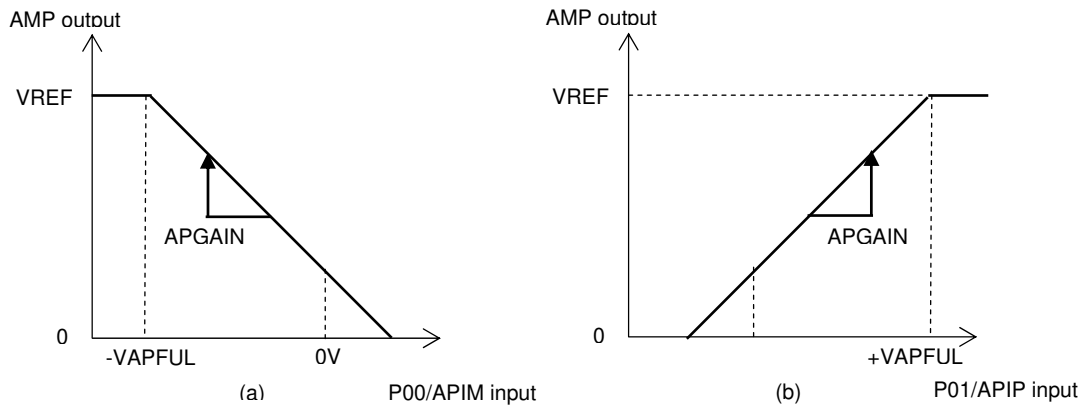 AMP output
VREF
APGAIN
0
-VAPFUL
0V
(a)
P00/APIM input
AMP output
VREF
APGAIN
0
+VAPFUL
(b)
P01/APIP input